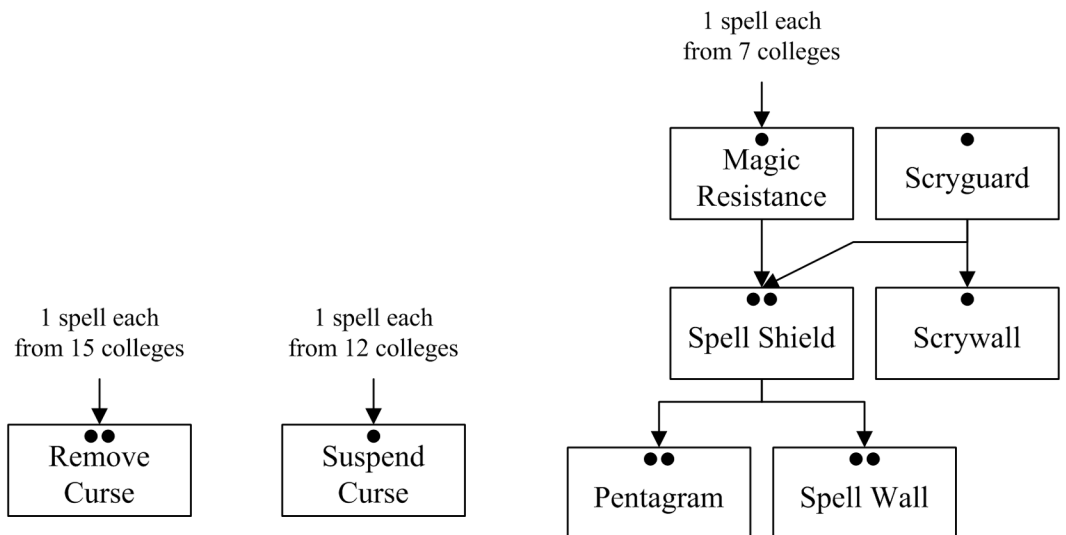 1 spell each
from 7 colleges
Magic
Resistance
Scryguard
Spell Shield
Scrywall
1 spell each
from 15 colleges
1 spell each
from 12 colleges
Remove
Curse
Suspend
Curse
Pentagram
Spell Wall